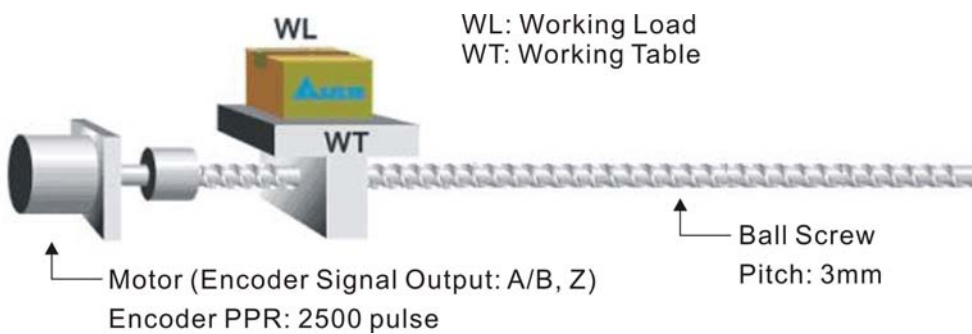 WL
WL: Working Load
WT: Working Table
WT
Ball Screw
Pitch: 3mm
Motor (Encoder Signal Output: A/B, Z)
Encoder PPR: 2500 pulse